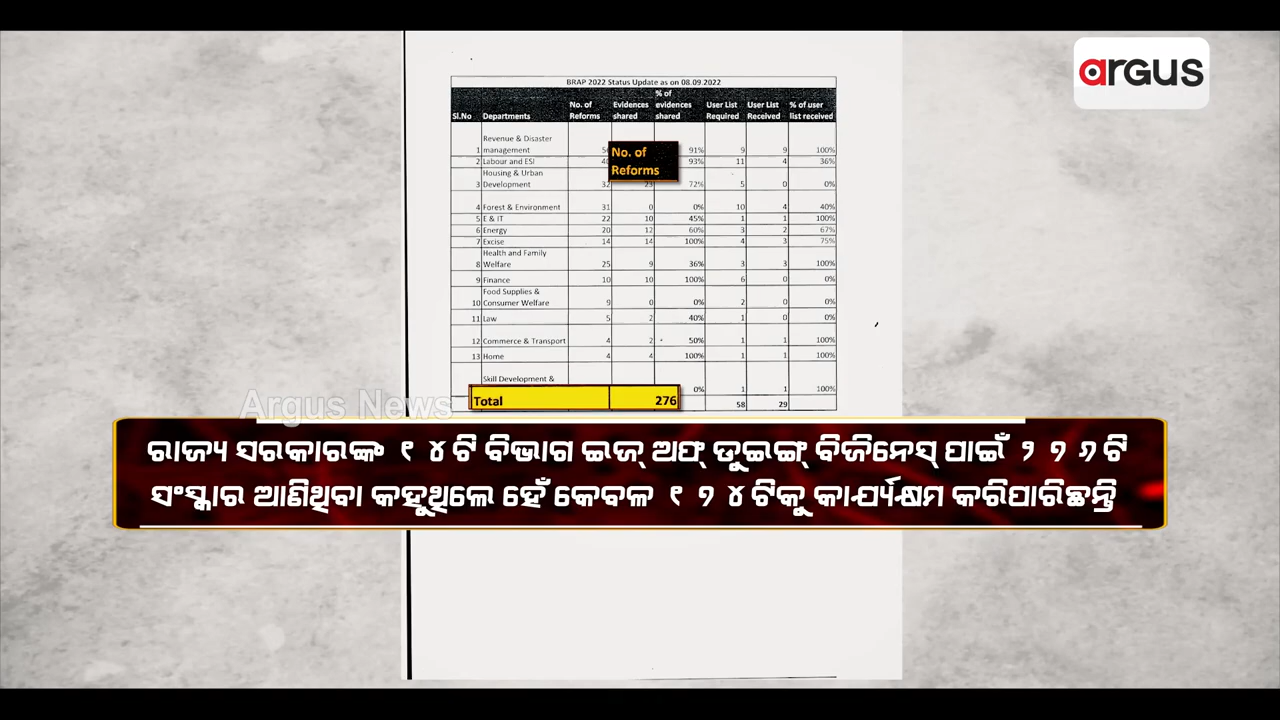 argus
BRAP 2022 Status Update as on 08.09.2022
Sl.No Departments No. of Reforms Evidences shared % of evidences shared User List Required User List Received % of user list received
No. of Reforms
1 Revenue & Disaster management 91% 9 9 100%
2 Labour and ESI 93% 11 4 36%
3 Housing & Urban Development 32 23 72% 5 0 0%
4 Forest & Environment 31 0 0% 10 4 40%
5 E & IT 22 10 45% 1 1 100%
6 Energy 20 12 60% 3 2 67%
7 Excise 14 14 100% 4 3 75%
8 Health and Family Welfare 25 9 36% 3 3 100%
9 Finance 10 10 100% 6 0 0%
10 Food Supplies & Consumer Welfare 9 0 0% 2 0 0%
11 Law 5 2 40% 1 0 0%
12 Commerce & Transport 4 2 50% 1 1 100%
13 Home 4 4 100% 1 1 100%
Skill Development & 0% 1 1 100%
Total 276 58 29
Argus News
ରାଜ୍ୟ ସରକାରଙ୍କ ୧୪ଟି ବିଭାଗ ଇଜ୍ ଅଫ୍ ଡୁଇଙ୍ଗ୍ ବିଜିନେସ୍ ପାଇଁ ୨୭୬ଟି
ସଂସ୍କାର ଆଣିଥିବା କହୁଥିଲେ ହେଁ କେବଳ ୧୭୪ଟିକୁ କାର୍ଯ୍ୟକ୍ଷମ କରିପାରିଛନ୍ତି